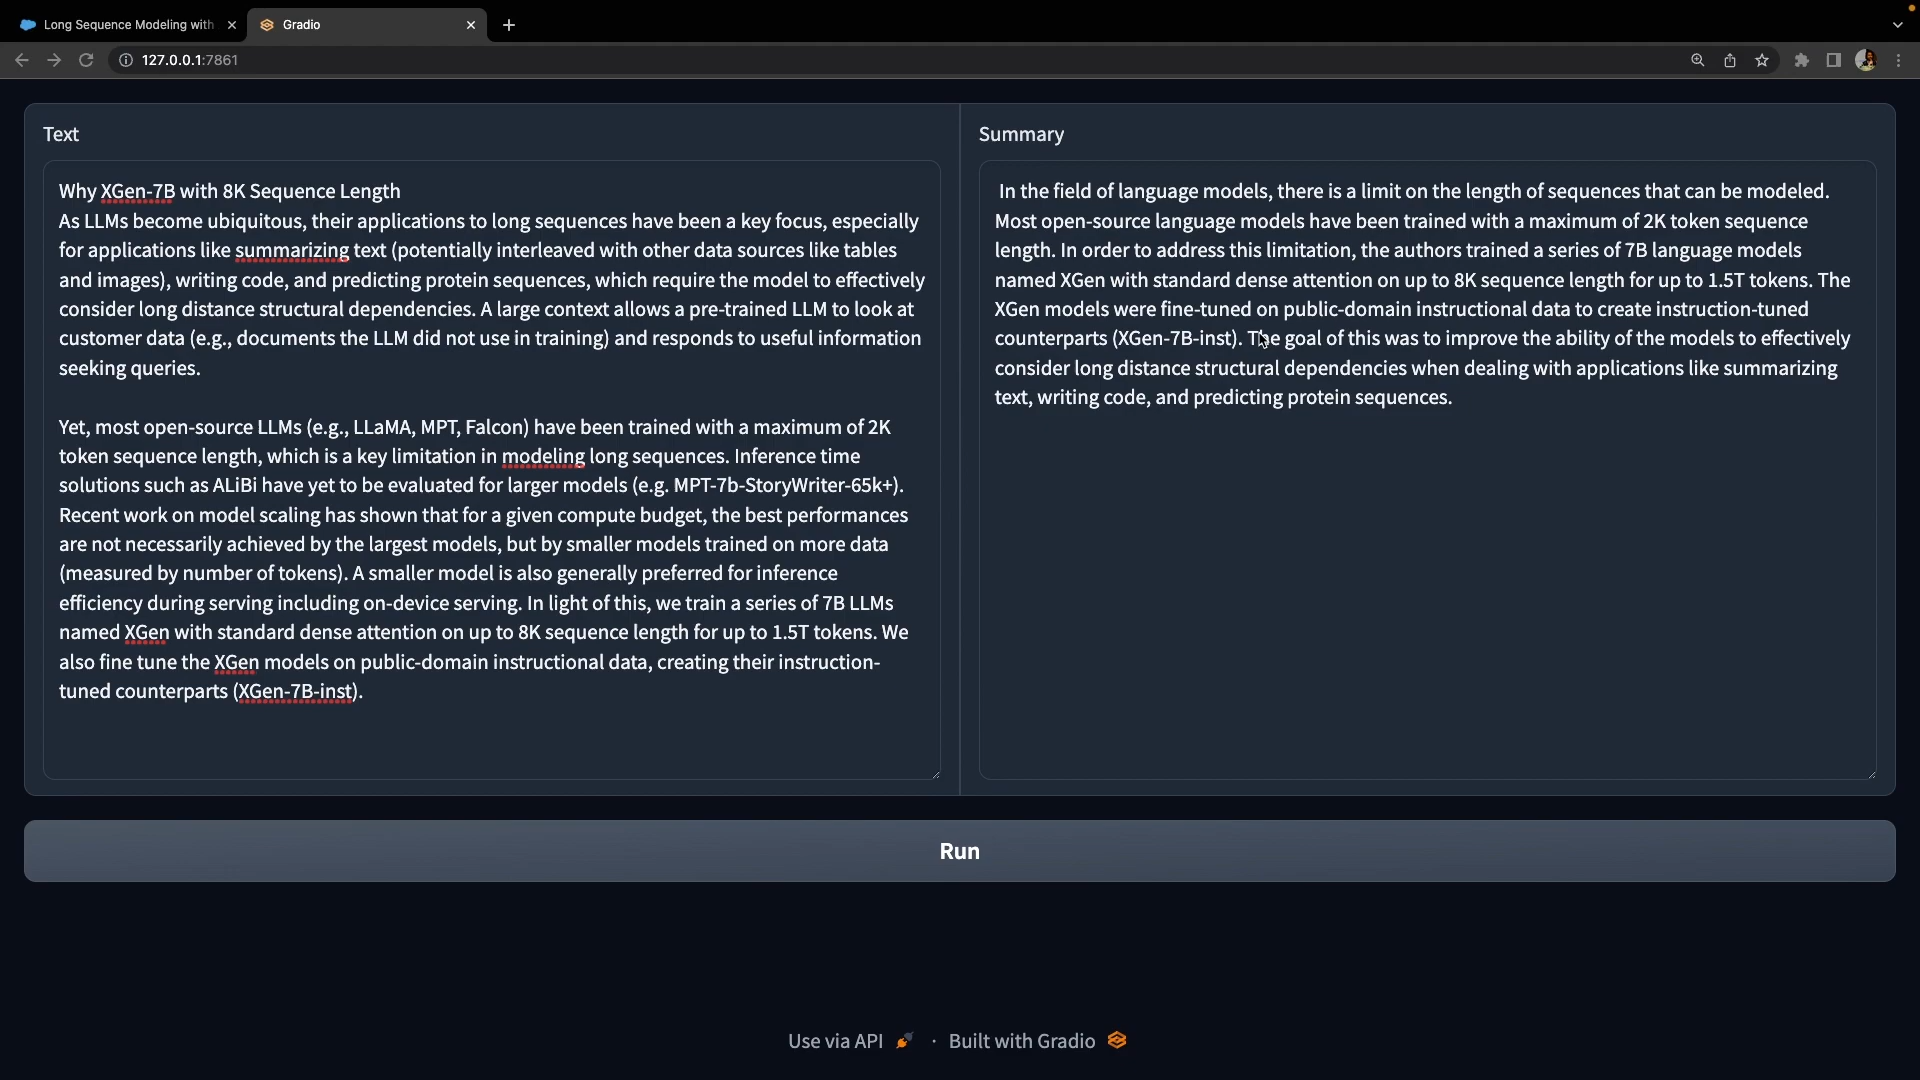 Long Sequence Modeling with
Gradio
127.0.0.1:7861
Text
Why XGen-7B with 8K Sequence Length
As LLMs become ubiquitous, their applications to long sequences have been a key focus, especially
for applications like summarizing text (potentially interleaved with other data sources like tables
and images), writing code, and predicting protein sequences, which require the model to effectively
consider long distance structural dependencies. A large context allows a pre-trained LLM to look at
customer data (e.g., documents the LLM did not use in training) and responds to useful information
seeking queries.
Yet, most open-source LLMs (e.g., LLaMA, MPT, Falcon) have been trained with a maximum of 2K
token sequence length, which is a key limitation in modeling long sequences. Inference time
solutions such as ALiBi have yet to be evaluated for larger models (e.g. MPT-7b-StoryWriter-65k+).
Recent work on model scaling has shown that for a given compute budget, the best performances
are not necessarily achieved by the largest models, but by smaller models trained on more data
(measured by number of tokens). A smaller model is also generally preferred for inference
efficiency during serving including on-device serving. In light of this, we train a series of 7B LLMs
named XGen with standard dense attention on up to 8K sequence length for up to 1.5T tokens. We
also fine tune the XGen models on public-domain instructional data, creating their instruction-
tuned counterparts (XGen-7B-inst).
Summary
In the field of language models, there is a limit on the length of sequences that can be modeled.
Most open-source language models have been trained with a maximum of 2K token sequence
length. In order to address this limitation, the authors trained a series of 7B language models
named XGen with standard dense attention on up to 8K sequence length for up to 1.5T tokens. The
XGen models were fine-tuned on public-domain instructional data to create instruction-tuned
counterparts (XGen-7B-inst). The goal of this was to improve the ability of the models to effectively
consider long distance structural dependencies when dealing with applications like summarizing
text, writing code, and predicting protein sequences.
Run
Use via API · Built with Gradio